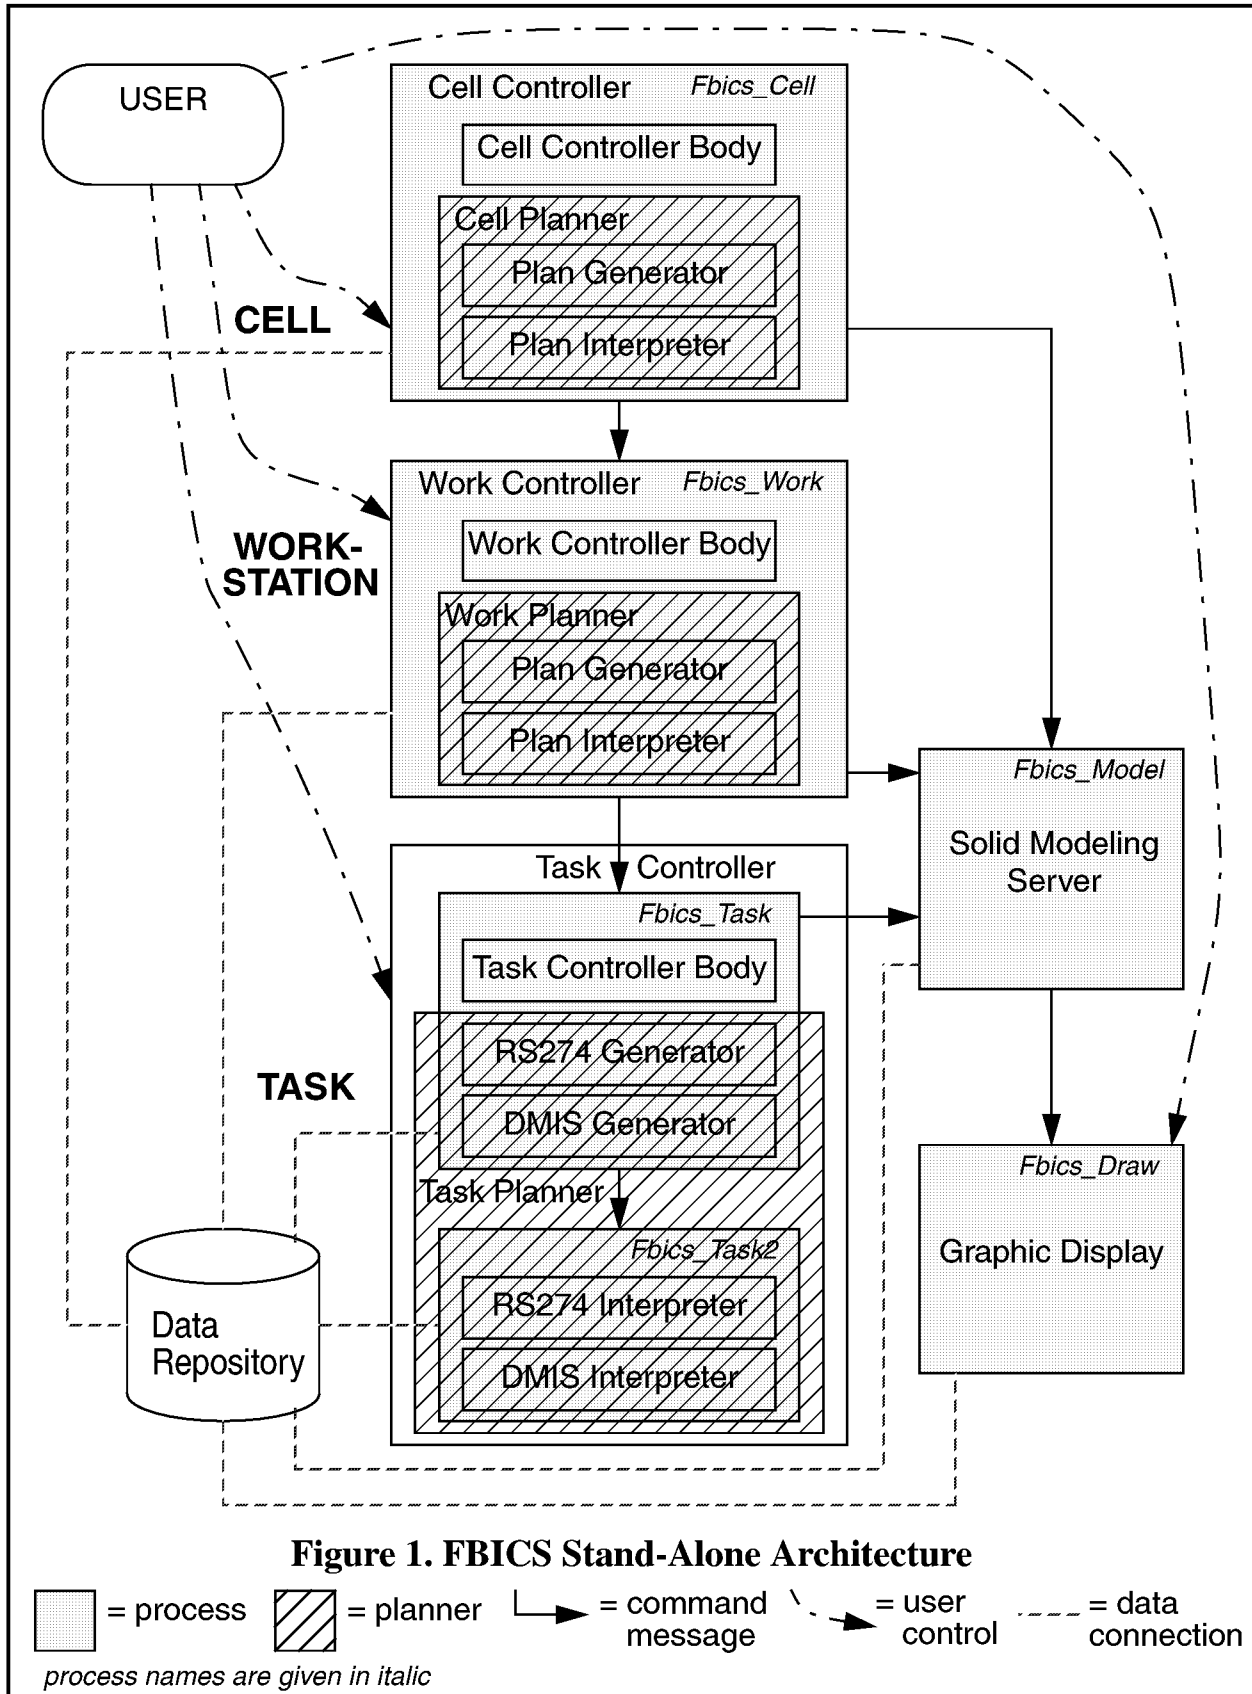 USER
Cell Controller
Fbics_Cell
Cell Controller Body
Cell Planner
Plan Generator
Plan Interpreter
CELL
Work Controller
Fbics_Work
Work Controller Body
WORK-
STATION
Work Planner
Plan Generator
Plan Interpreter
Fbics_Model
Solid Modeling
Server
Task Controller
Fbics_Task
Task Controller Body
RS274 Generator
DMIS Generator
TASK
Task Planner
Fbics_Task2
RS274 Interpreter
DMIS Interpreter
Fbics_Draw
Graphic Display
Data
Repository
Figure 1. FBICS Stand-Alone Architecture
= process
= planner
= command
message
= user
control
= data
connection
process names are given in italic